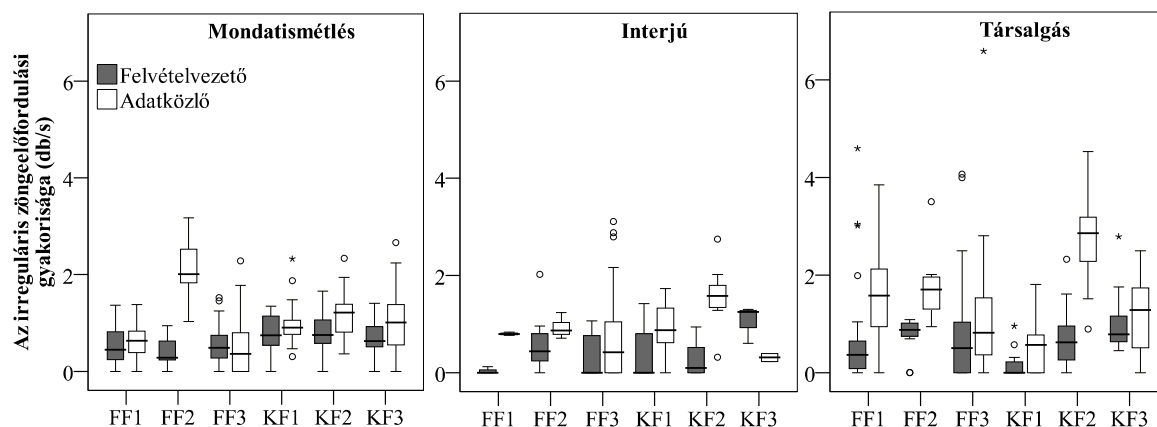 Mondatismétlés
Interjú
Társalgás
Az irreguláris zöngeelőfordulási
gyakorisága (db/s)
Felvételvezető
Adatközlő
6
4
2
0
FF1 FF2 FF3 KF1 KF2 KF3
6
4
2
0
FF1 FF2 FF3 KF1 KF2 KF3
6
4
2
0
FF1 FF2 FF3 KF1 KF2 KF3